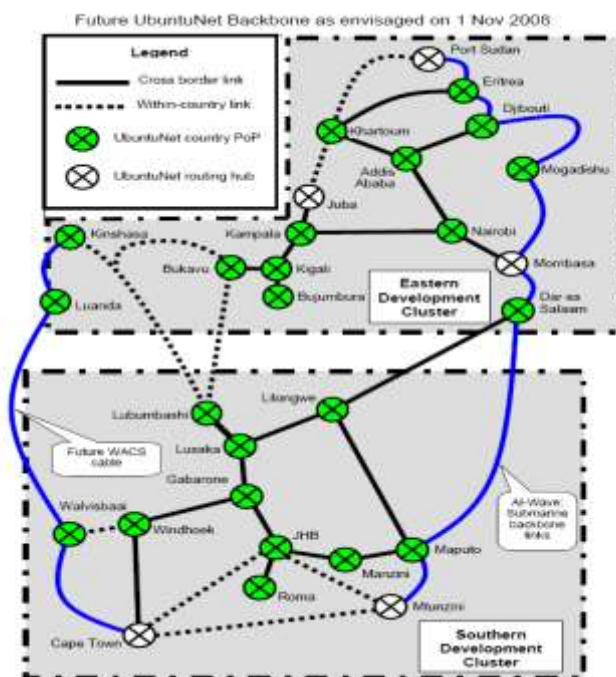 Future UbuntuNet Backbone as envisaged on 1 Nov 2008
Legend
Cross border link
Within-country link
UbuntuNet country PoP
UbuntuNet routing hub
Port Sudan
Eritrea
Djibouti
Khartoum
Addis
Ababa
Mogadishu
Juba
Kinshasa
Kampala
Nairobi
Bukavu
Kigali
Mombasa
Luanda
Bujumbura
Eastern
Development
Cluster
Dar es
Salaam
Lubumbashi
Lilongwe
Lusaka
Future WACS
cable
Gabarone
Walvisbaai
Windhoek
JHB
Maputo
Manzini
Submarine
backbone
links
Roma
Mtunzini
Cape Town
Southern
Development
Cluster